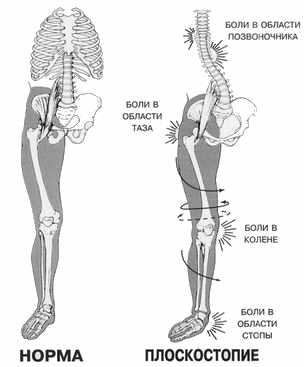 БОЛИ В ОБЛАСТИ
ПОЗВОНОЧНИКА
БОЛИ В
ОБЛАСТИ
ТАЗА
БОЛИ В
КОЛЕНЕ
БОЛИ В
ОБЛАСТИ
СТОПЫ
НОРМА
ПЛОСКОСТОПИЕ